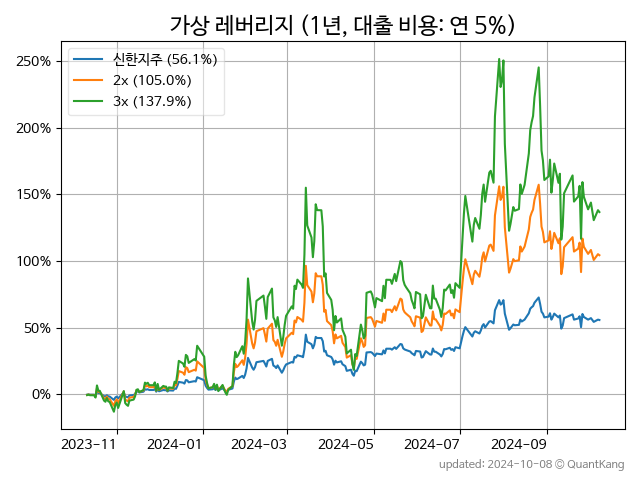 가상 레버리지 (1년, 대출 비용: 연 5%)
신한지주 (56.1%)
2x (105.0%)
3x (137.9%)
250%
200%
150%
100%
50%
0%
2023-11 2024-01 2024-03 2024-05 2024-07 2024-09
updated: 2024-10-08 © QuantKang